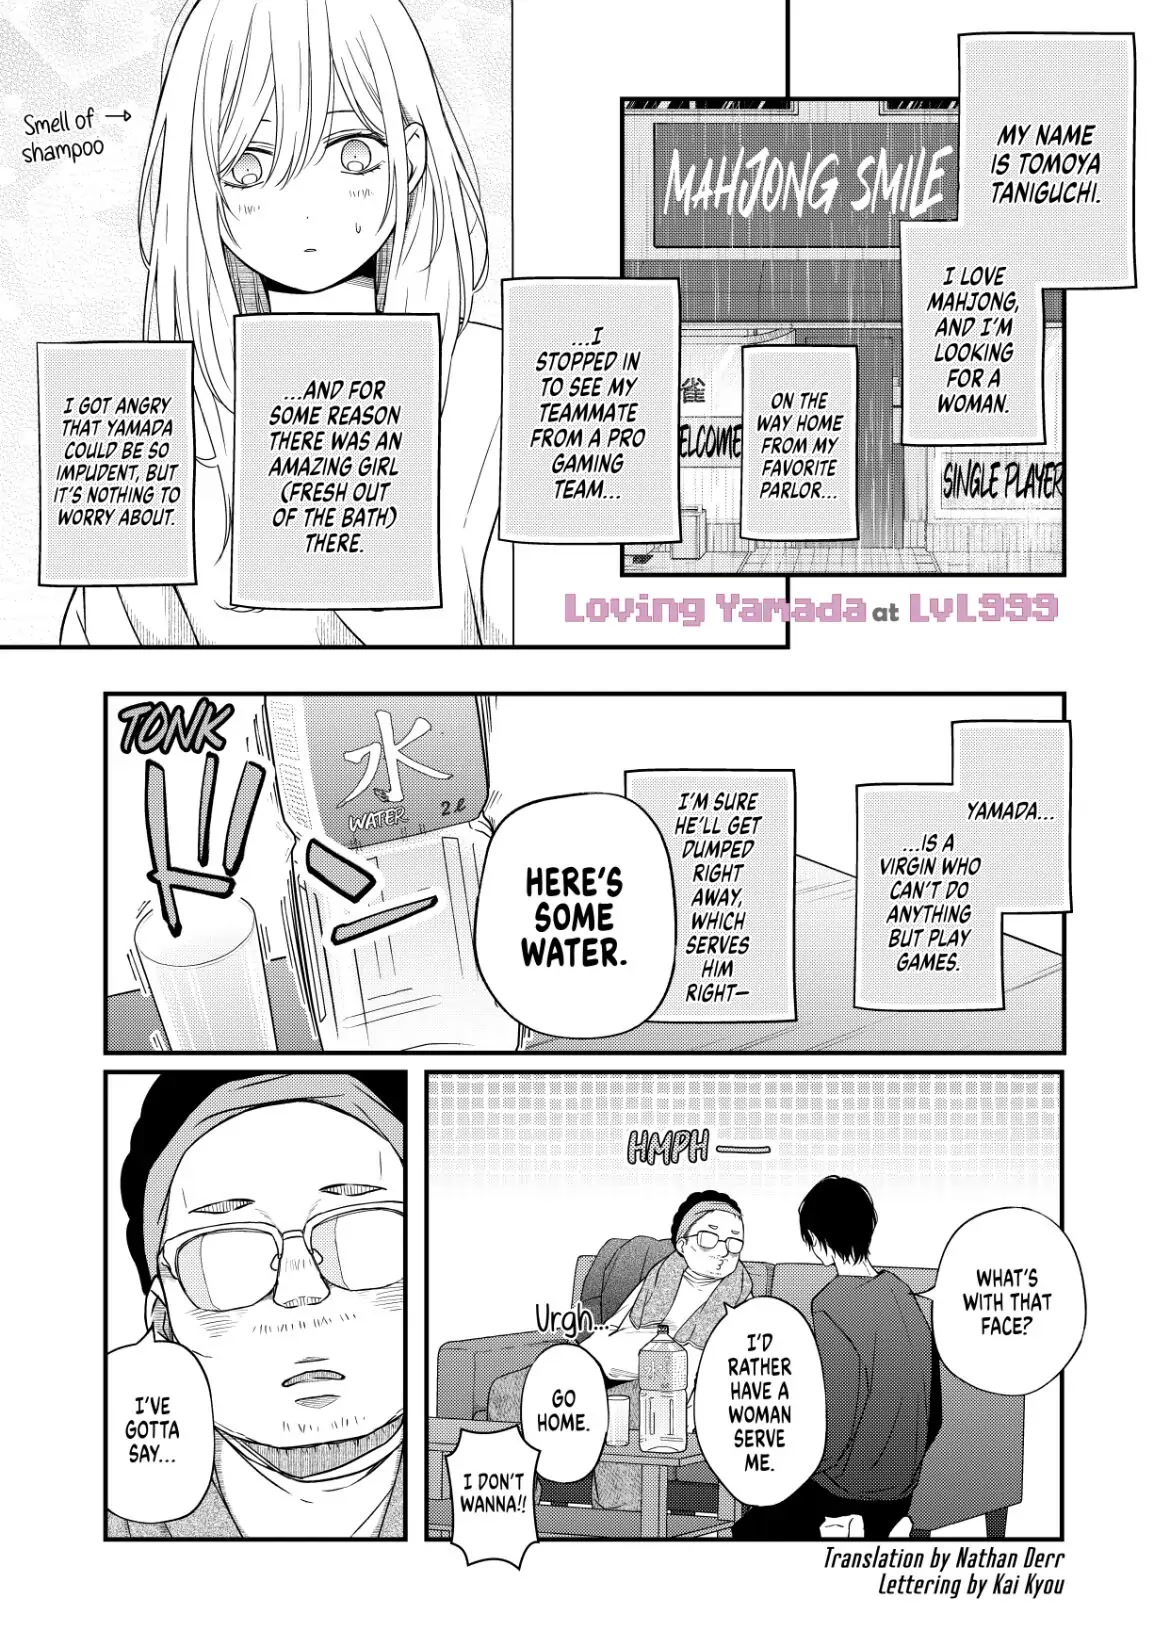 MY NAME
IS TOMOYA
TANIGUCHI.
I LOVE
MAHJONG,
AND I'M
LOOKING
FOR A
WOMAN.
MAHJONG SMILE
雀
ELCOME
SINGLE PLAYER
ON THE
WAY HOME
FROM MY
FAVORITE
PARLOR...
...I
STOPPED IN
TO SEE MY
TEAMMATE
FROM A PRO
GAMING
TEAM...
...AND FOR
SOME REASON
THERE WAS AN
AMAZING GIRL
(FRESH OUT
OF THE BATH)
THERE.
Smell of
shampoo
I GOT ANGRY
THAT YAMADA
COULD BE SO
IMPUDENT, BUT
IT'S NOTHING TO
WORRY ABOUT.
Loving Yamada at LvL999
YAMADA...
...IS A
VIRGIN WHO
CAN'T DO
ANYTHING
BUT PLAY
GAMES.
I'M SURE
HE'LL GET
DUMPED
RIGHT
AWAY,
WHICH
SERVES
HIM
RIGHT—
HERE'S
SOME
WATER.
水
WATER
2ℓ
TONK
ドン
HMPH
WHAT'S
WITH THAT
FACE?
I'D
RATHER
HAVE A
WOMAN
SERVE
ME.
Urgh...
水
GO
HOME.
I DON'T
WANNA!!
I'VE
GOTTA
SAY...
Translation by Nathan Derr
Lettering by Kai Kyou